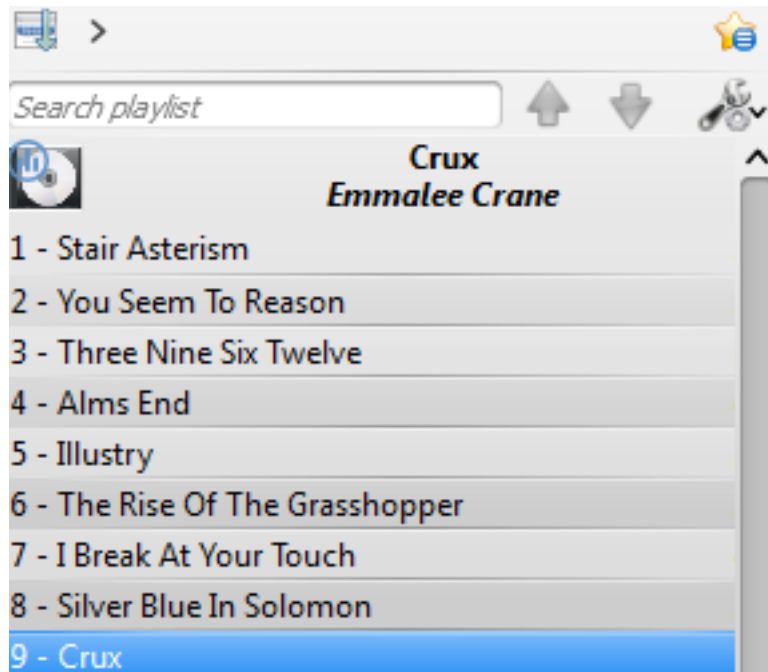 Search playlist
Crux
Emmalee Crane
1 - Stair Asterism
2 - You Seem To Reason
3 - Three Nine Six Twelve
4 - Alms End
5 - Illustry
6 - The Rise Of The Grasshopper
7 - I Break At Your Touch
8 - Silver Blue In Solomon
9 - Crux